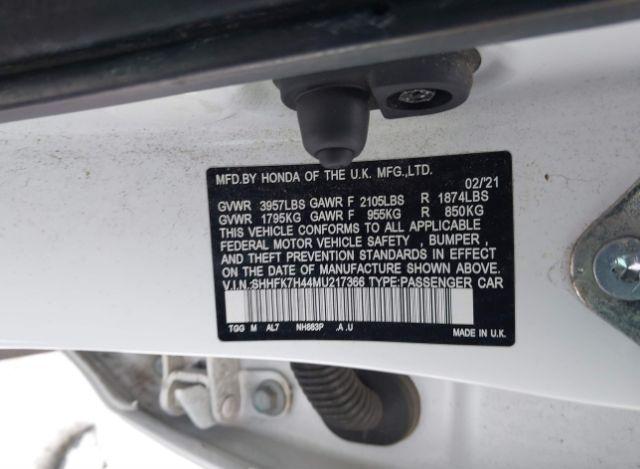 MFD.BY HONDA OF THE U.K. MFG.,LTD.
02/'21
GVWR 3957LBS GAWR F 2105LBS R 1874LBS
GVWR 1795KG GAWR F 955KG R 850KG
THIS VEHICLE CONFORMS TO ALL APPLICABLE
FEDERAL MOTOR VEHICLE SAFETY , BUMPER ,
AND THEFT PREVENTION STANDARDS IN EFFECT
ON THE DATE OF MANUFACTURE SHOWN ABOVE.
V.I.N.:SHHFK7H44MU217366 TYPE:PASSENGER CAR
TGG M AL7 NH883P .A .U
MADE IN U.K.